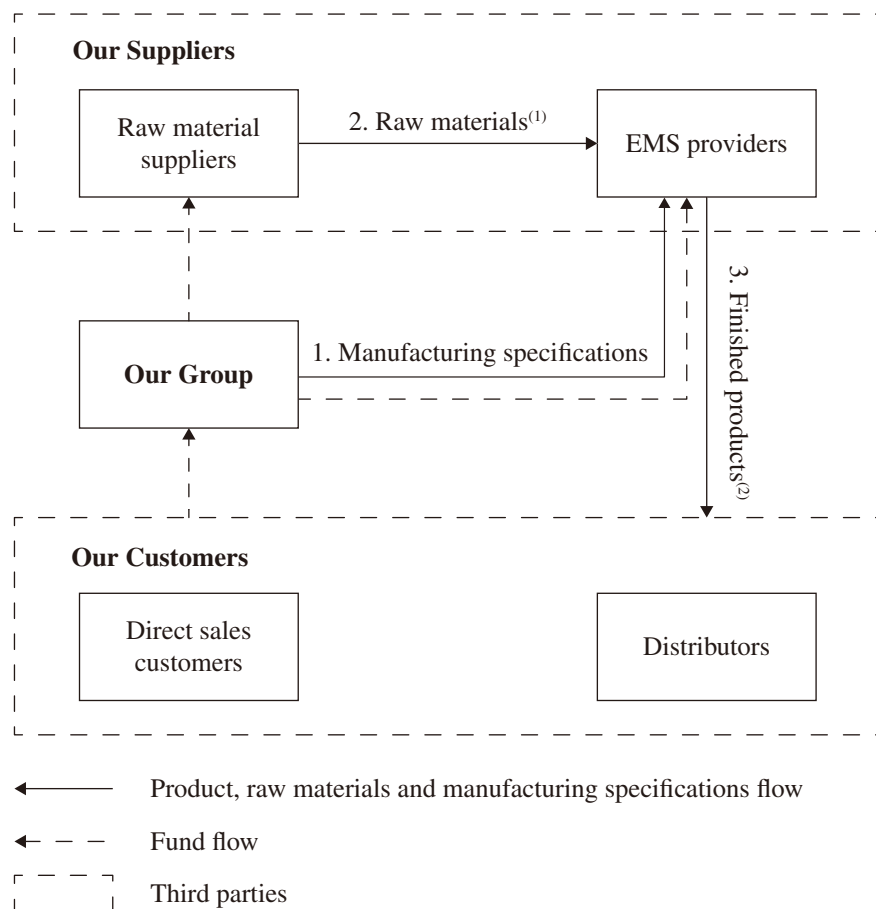 Our Suppliers
Raw material
suppliers
2. Raw materials(1)
EMS providers
3. Finished products(2)
1. Manufacturing specifications
Our Group
Our Customers
Direct sales
customers
Distributors
Product, raw materials and manufacturing specifications flow
Fund flow
Third parties